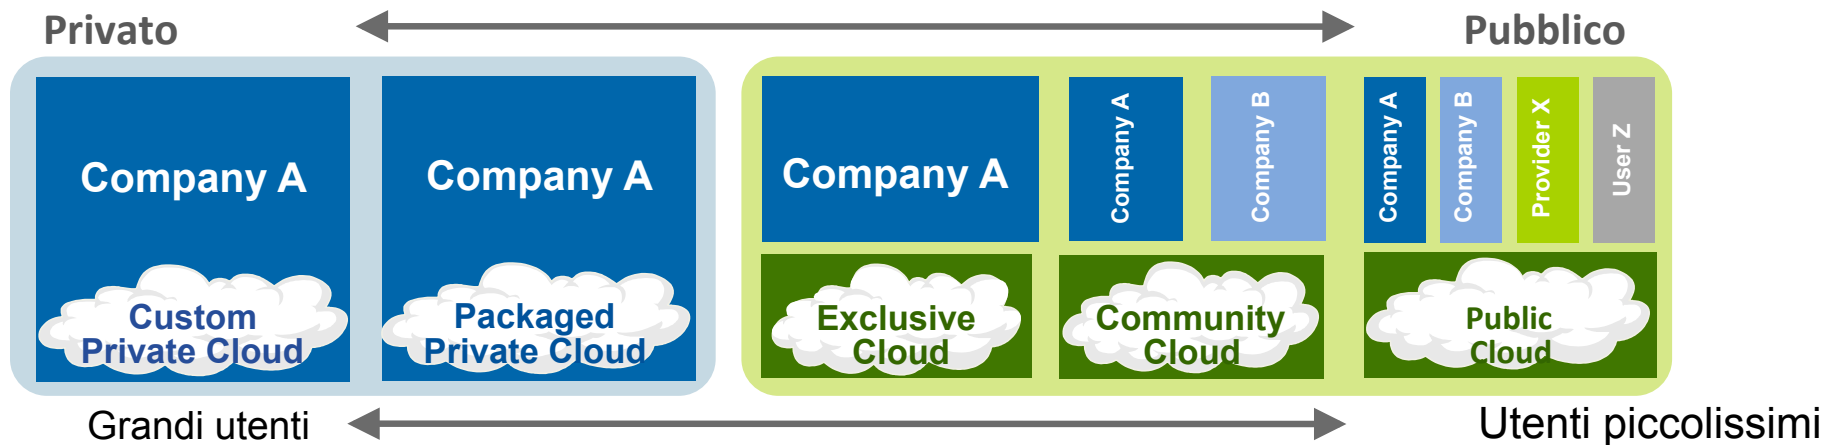 Privato
Pubblico
Company A
Company A
Company A
Company A
Company B
Company A
Company B
Provider X
User Z
Custom
Private Cloud
Packaged
Private Cloud
Exclusive
Cloud
Community
Cloud
Public
Cloud
Grandi utenti
Utenti piccolissimi